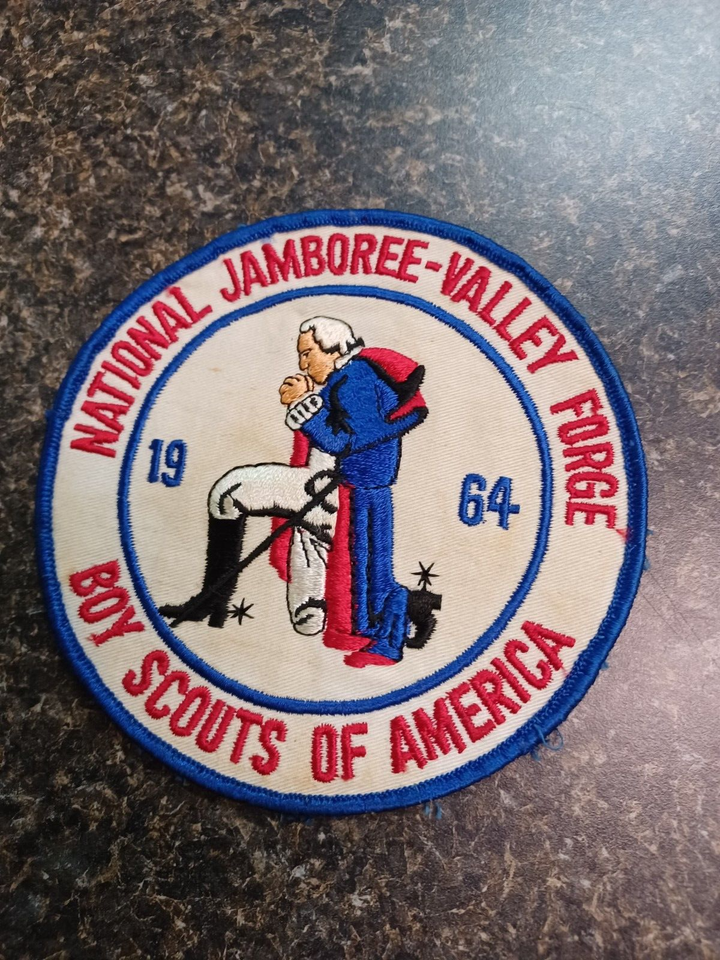 NATIONAL JAMBOREE-VALLEY FORGE
19 64
BOY SCOUTS OF AMERICA